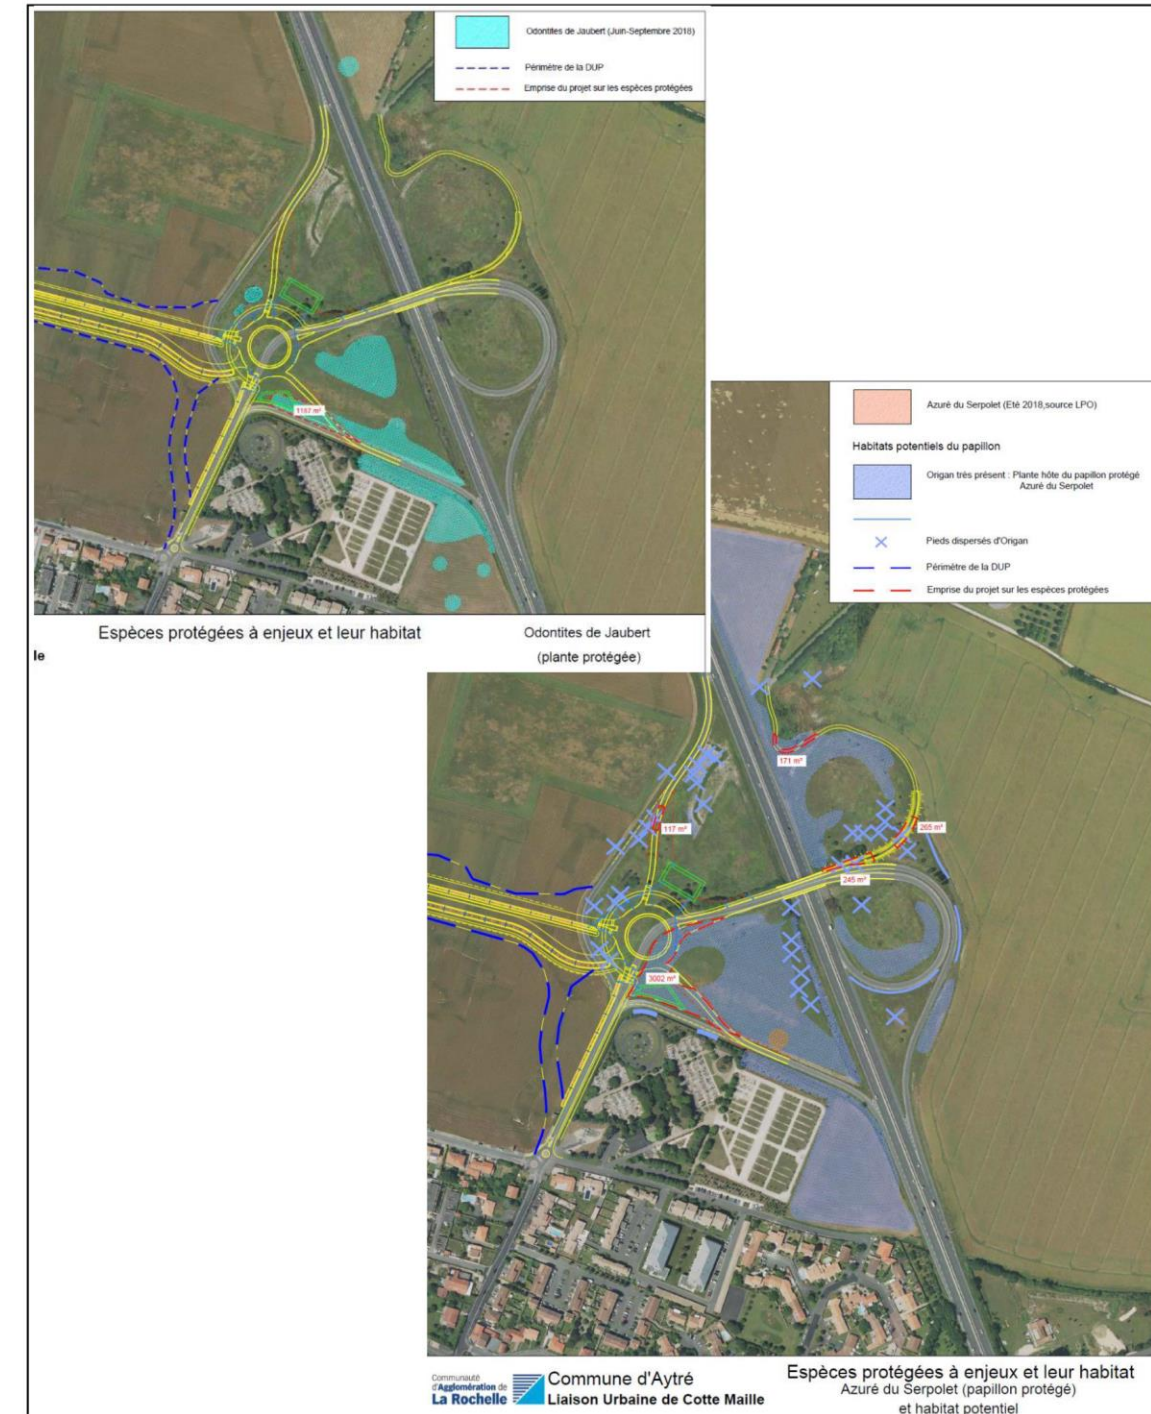 Odontites de Jaubert (Juin-Septembre 2018)
Périmètre de la DUP
Emprise du projet sur les espèces protégées
1167 m²
Espèces protégées à enjeux et leur habitat
Odontites de Jaubert
(plante protégée)
le
Azuré du Serpolet (Eté 2018,source LPO)
Habitats potentiels du papillon
Origan très présent : Plante hôte du papillon protégé
Azuré du Serpolet
Pieds dispersés d'Origan
Périmètre de la DUP
Emprise du projet sur les espèces protégées
171 m²
117 m²
265 m²
245 m²
3002 m²
Communauté
d'Agglomération de
La Rochelle
Commune d'Aytré
Liaison Urbaine de Cotte Maille
Espèces protégées à enjeux et leur habitat
Azuré du Serpolet (papillon protégé)
et habitat potentiel